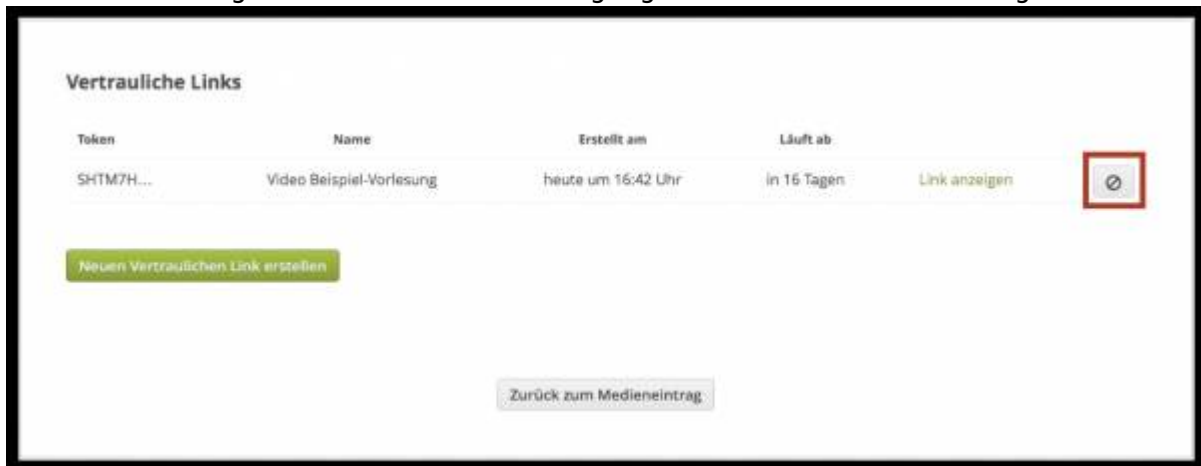 Vertrauliche Links
Token Name Erstellt am Läuft ab
SHTM7H... Video Beispiel-Vorlesung heute um 16:42 Uhr in 16 Tagen Link anzeigen
Neuen Vertraulichen Link erstellen
Zurück zum Medieneintrag